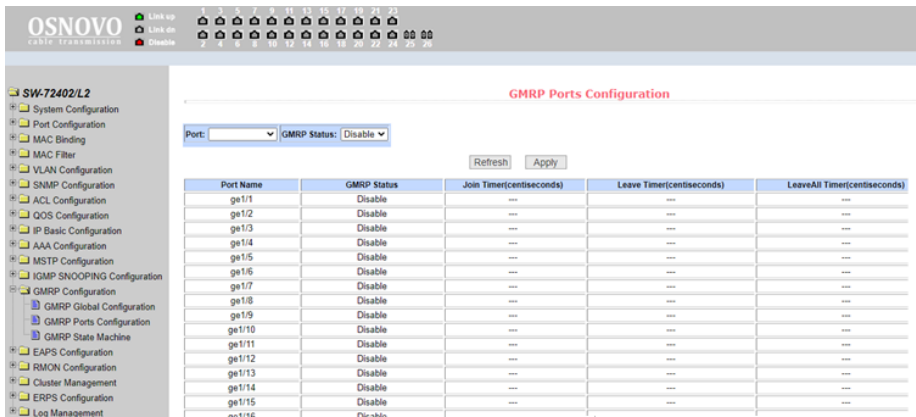 OSNOVO
cable transmission
Link up
Link dn
Disable
1 3 5 7 9 11 13 15 17 19 21 23
2 4 6 8 10 12 14 16 18 20 22 24 25 26
SW-72402/L2
System Configuration
Port Configuration
MAC Binding
MAC Filter
VLAN Configuration
SNMP Configuration
ACL Configuration
QOS Configuration
IP Basic Configuration
AAA Configuration
MSTP Configuration
IGMP SNOOPING Configuration
GMRP Configuration
GMRP Global Configuration
GMRP Ports Configuration
GMRP State Machine
EAPS Configuration
RMON Configuration
Cluster Management
ERPS Configuration
Log Management
GMRP Ports Configuration
Port: GMRP Status: Disable
Refresh Apply
Port Name GMRP Status Join Timer(centiseconds) Leave Timer(centiseconds) LeaveAll Timer(centiseconds)
ge1/1 Disable --- --- ---
ge1/2 Disable --- --- ---
ge1/3 Disable --- --- ---
ge1/4 Disable --- --- ---
ge1/5 Disable --- --- ---
ge1/6 Disable --- --- ---
ge1/7 Disable --- --- ---
ge1/8 Disable --- --- ---
ge1/9 Disable --- --- ---
ge1/10 Disable --- --- ---
ge1/11 Disable --- --- ---
ge1/12 Disable --- --- ---
ge1/13 Disable --- --- ---
ge1/14 Disable --- --- ---
ge1/15 Disable --- --- ---
ge1/16 Disable